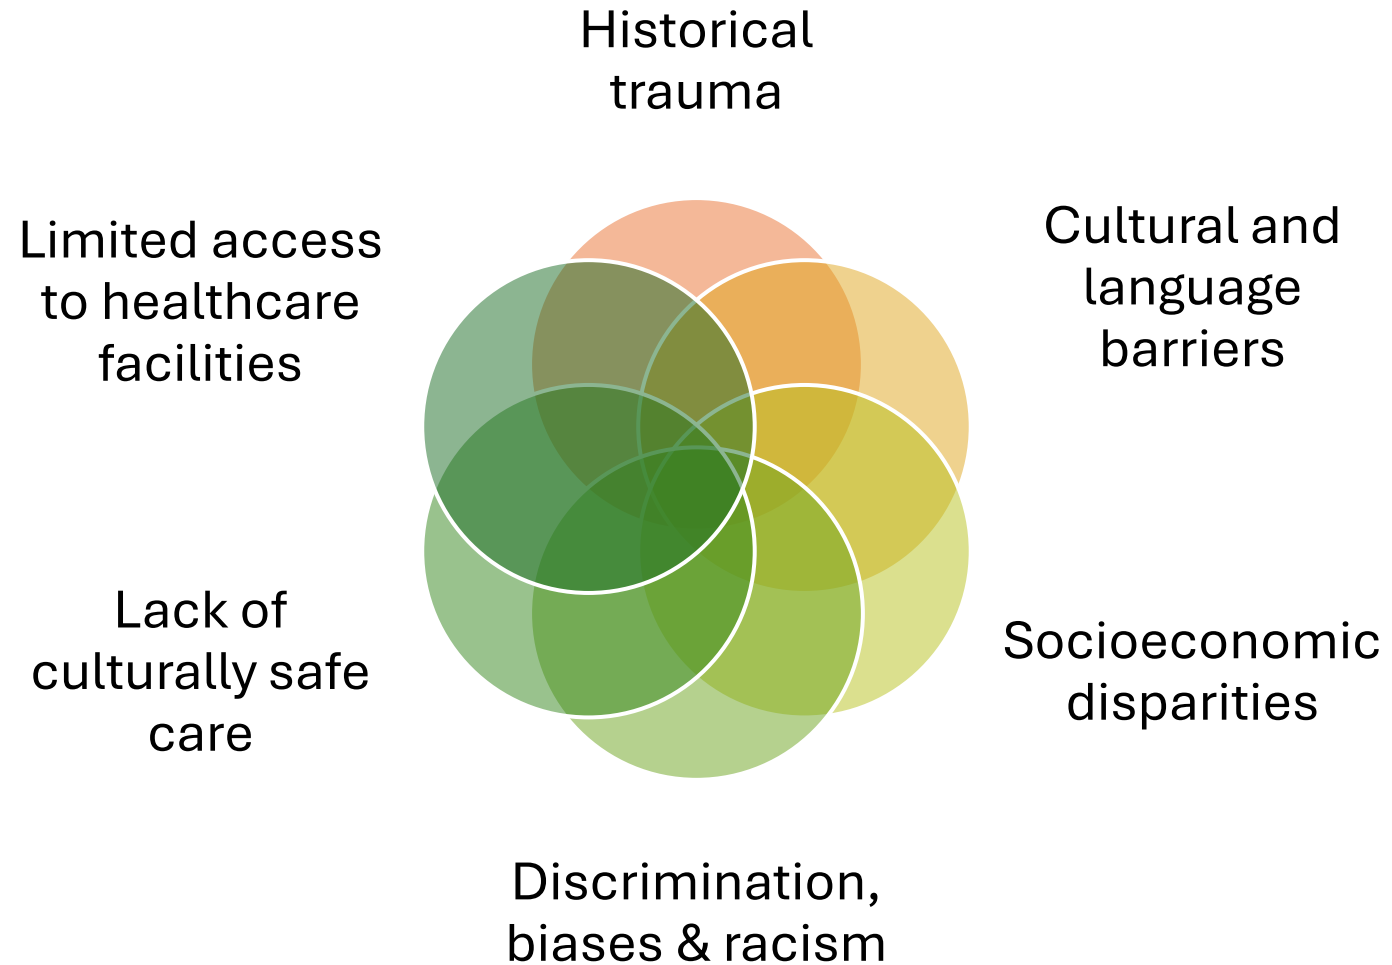 Historical
trauma
Cultural and
language
barriers
Socioeconomic
disparities
Discrimination,
biases & racism
Lack of
culturally safe
care
Limited access
to healthcare
facilities